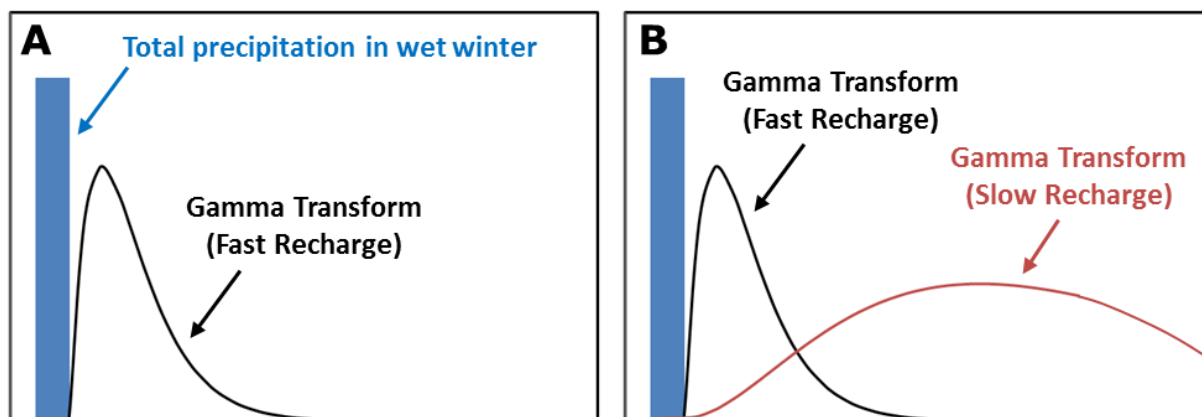 A
Total precipitation in wet winter
Gamma Transform
(Fast Recharge)
B
Gamma Transform
(Fast Recharge)
Gamma Transform
(Slow Recharge)